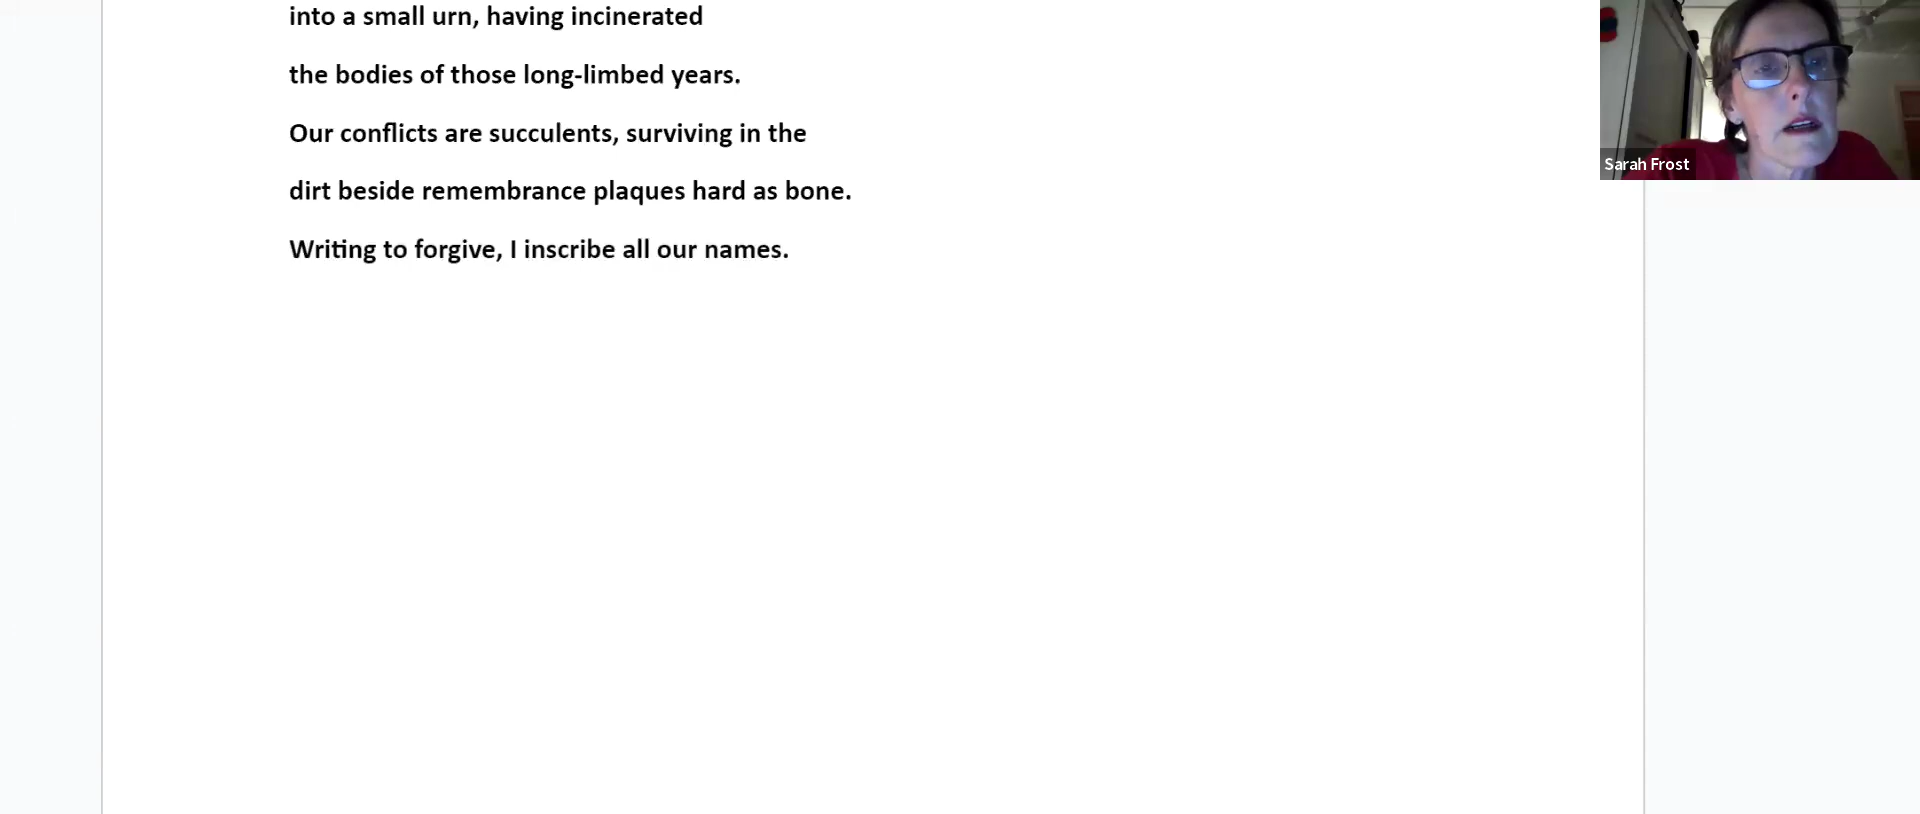 into a small urn, having incinerated
the bodies of those long-limbed years.
Our conflicts are succulents, surviving in the
dirt beside remembrance plaques hard as bone.
Writing to forgive, I inscribe all our names.
Sarah Frost